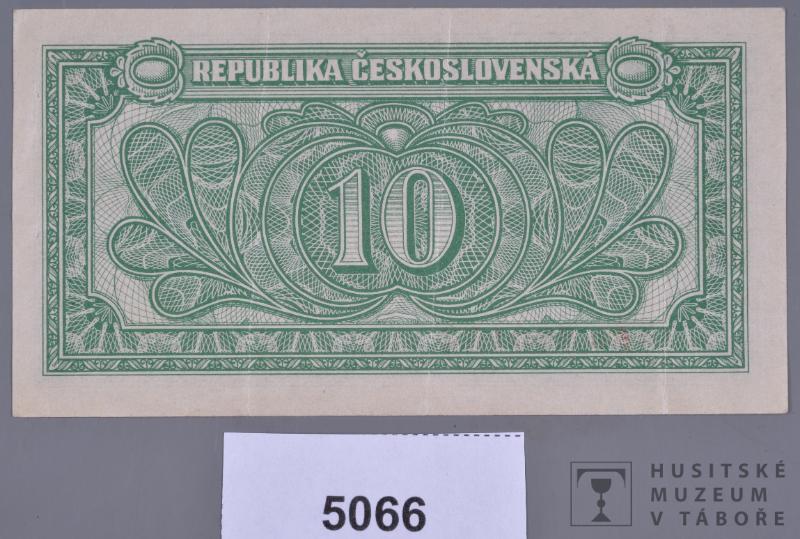 REPUBLIKA ČESKOSLOVENSKÁ
10
5066
HUSITSKÉ
MUZEUM
V TÁBOŘE